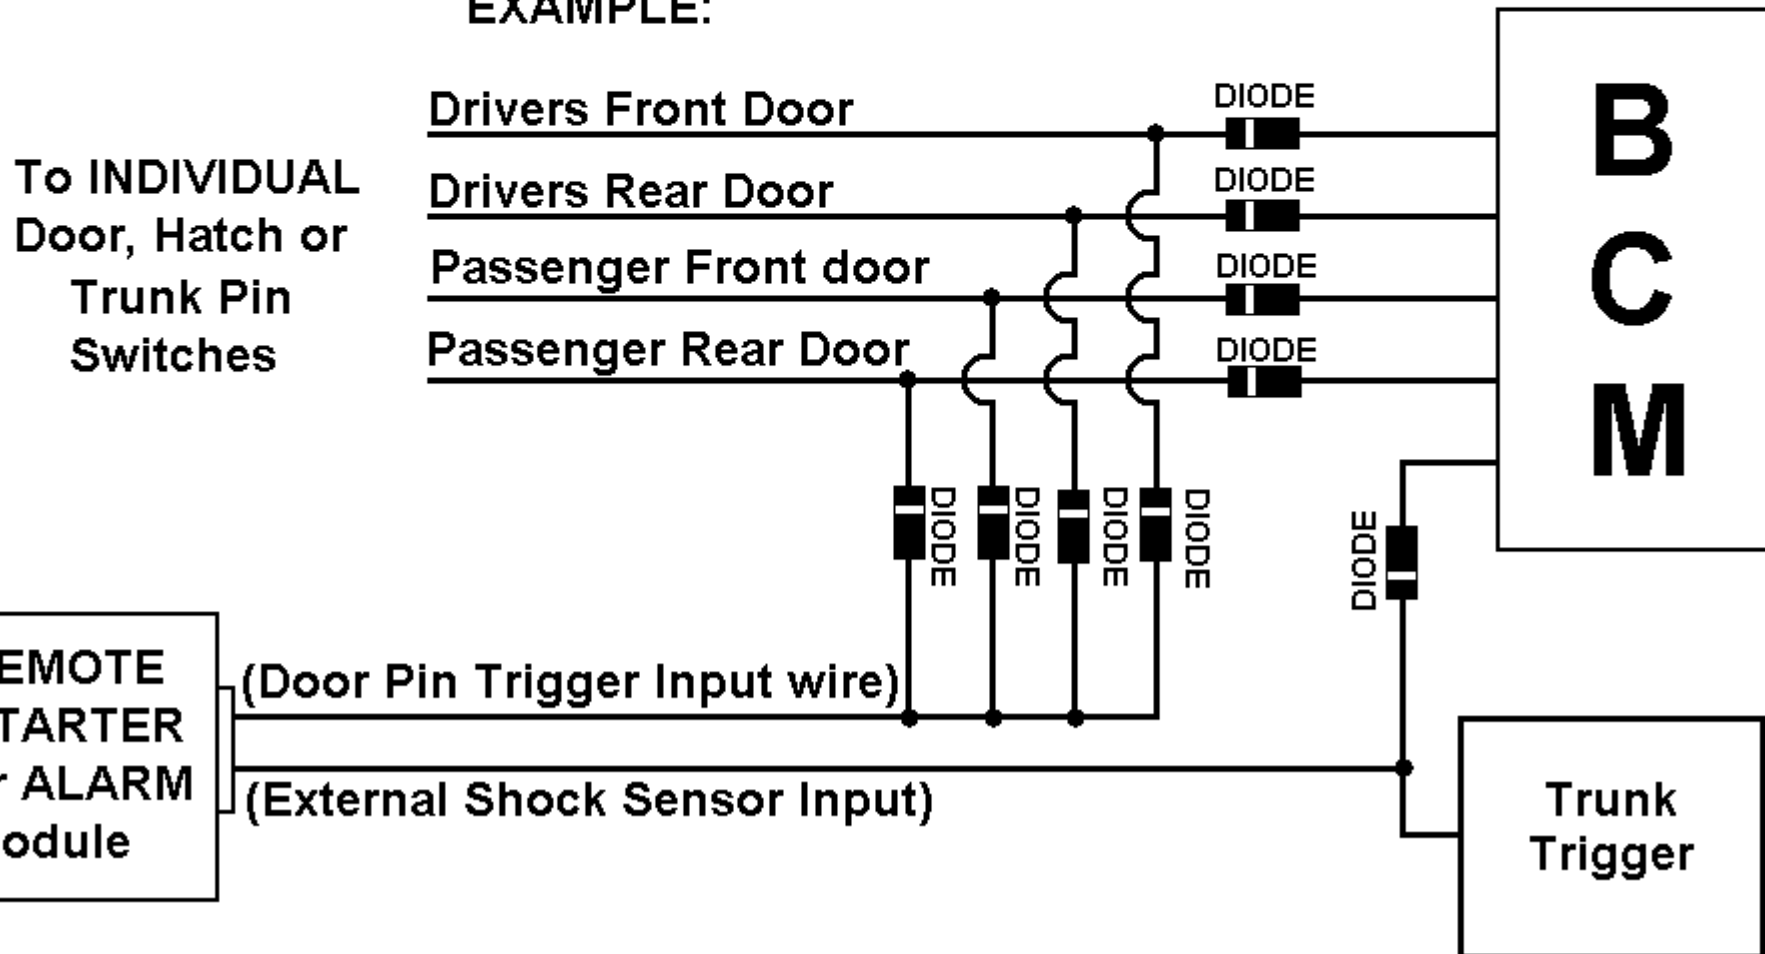 EXAMPLE:
To INDIVIDUAL
Door, Hatch or
Trunk Pin
Switches
Drivers Front Door
Drivers Rear Door
Passenger Front door
Passenger Rear Door
DIODE
DIODE
DIODE
DIODE
B
C
M
DIODE
DIODE
DIODE
DIODE
DIODE
EMOTE
TARTER
r ALARM
odule
(Door Pin Trigger Input wire)
(External Shock Sensor Input)
Trunk
Trigger